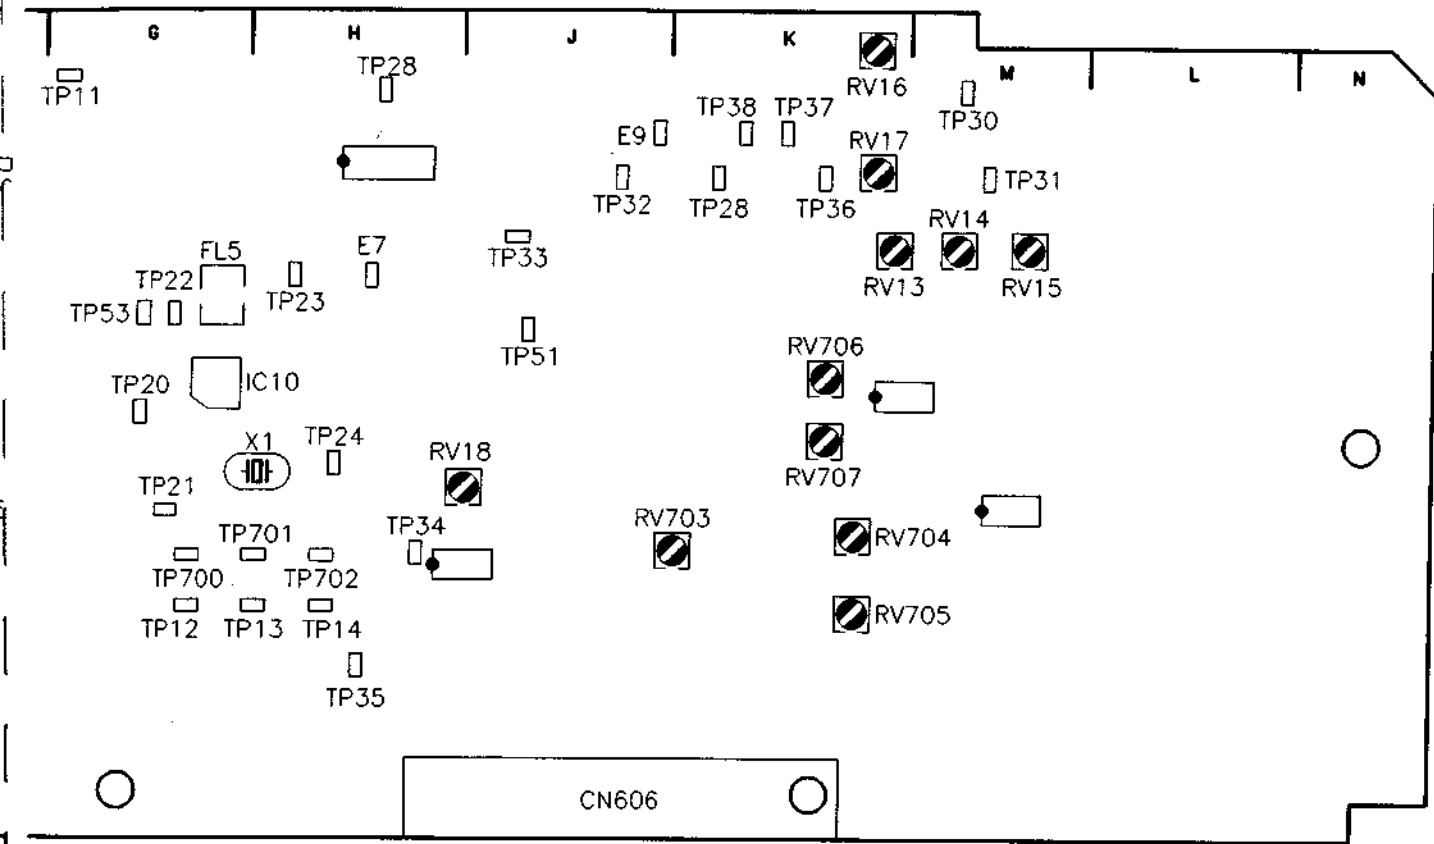 G H J K M L N
TP28
TP11
RV16
TP38 TP37
TP30
E9
RV17
TP31
TP32 TP28 TP36
RV14
FL5 E7
TP33
TP22
TP23
RV13 RV15
TP53
RV706
TP51
TP20
IC10
X1 TP24
RV18
RV707
TP21
TP34 RV703
TP701
RV704
TP700 TP702
TP12 TP13 TP14
RV705
TP35
CN606